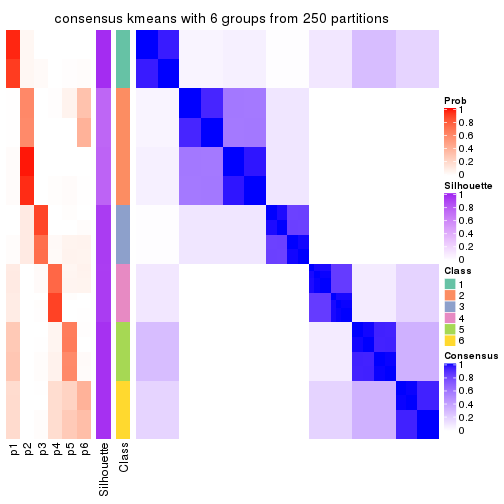 consensus kmeans with 6 groups from 250 partitions
Prob
1
0.8
0.6
0.4
0.2
0
Silhouette
1
0.8
0.6
0.4
0.2
0
Class
1
2
3
4
5
6
Consensus
1
0.8
0.6
0.4
0.2
0
p1
p2
p3
p4
p5
p6
Silhouette
Class